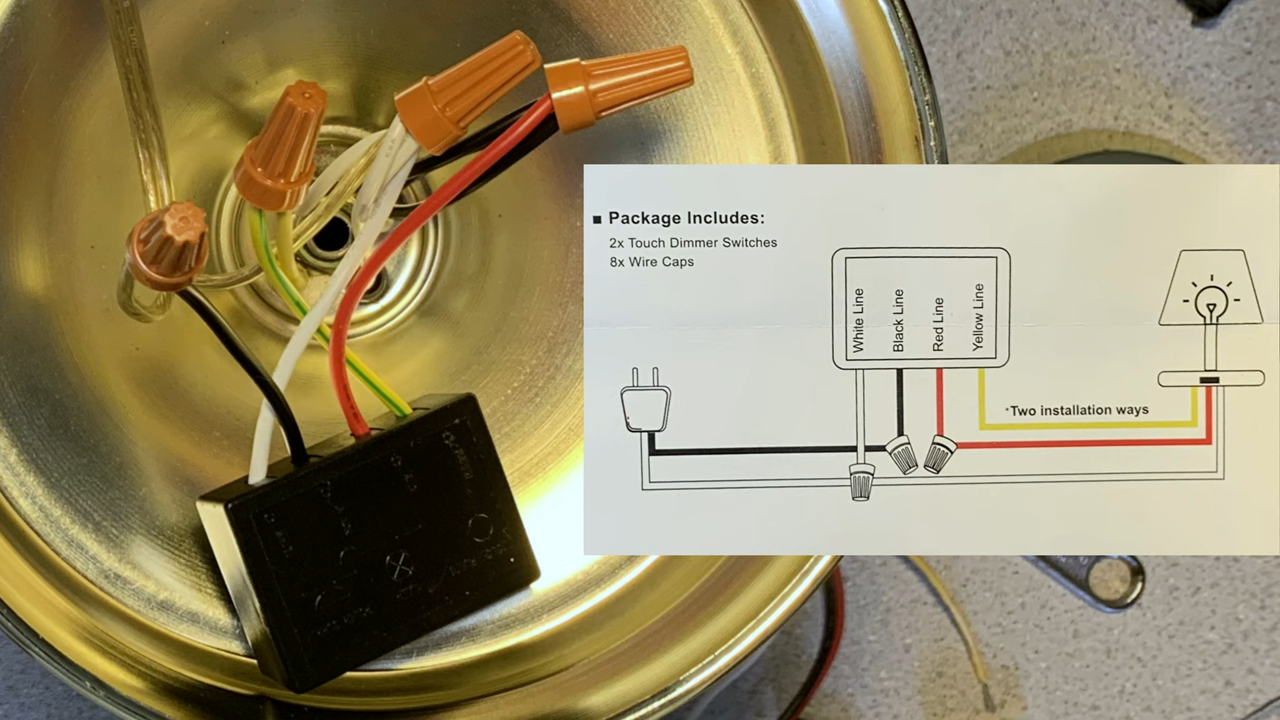 ■ Package Includes:
2x Touch Dimmer Switches
8x Wire Caps
White Line
Black Line
Red Line
Yellow Line
*Two installation ways